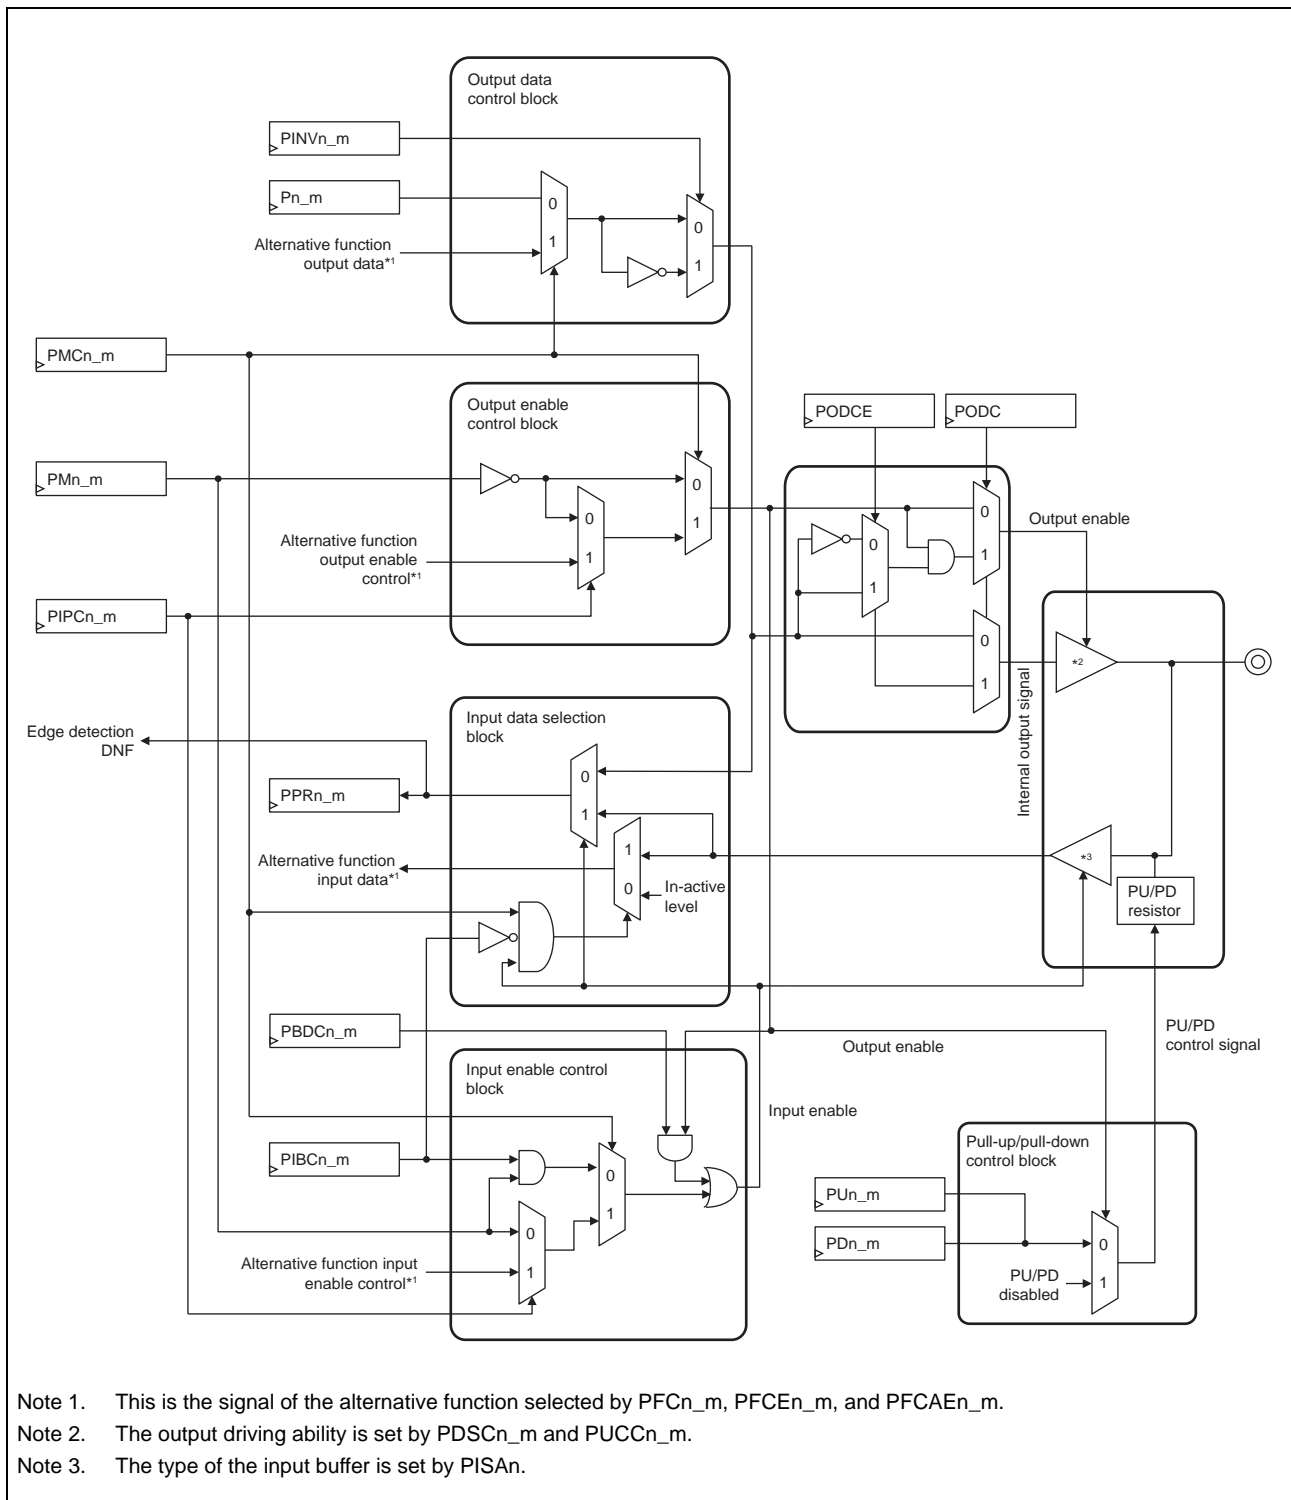 Output data
control block
PINVn_m
Pn_m
0
1
0
1
Alternative function
output data*1
PMCn_m
Output enable
control block
PODCE
PODC
PMn_m
0
1
0
1
Alternative function
output enable
control*1
0
1
0
1
Output enable
PIPCn_m
0
1
*2
Internal output signal
Input data selection
block
Edge detection
DNF
PPRn_m
0
1
Alternative function
input data*1
1
0
In-active
level
*3
PU/PD
resistor
PBDCn_m
Output enable
PU/PD
control signal
Input enable control
block
Input enable
PIBCn_m
0
1
0
1
Alternative function input
enable control*1
Pull-up/pull-down
control block
PUn_m
PDn_m
0
1
PU/PD
disabled
Note 1. This is the signal of the alternative function selected by PFCn_m, PFCEn_m, and PFCAEn_m.
Note 2. The output driving ability is set by PDSCn_m and PUCCn_m.
Note 3. The type of the input buffer is set by PISAn.